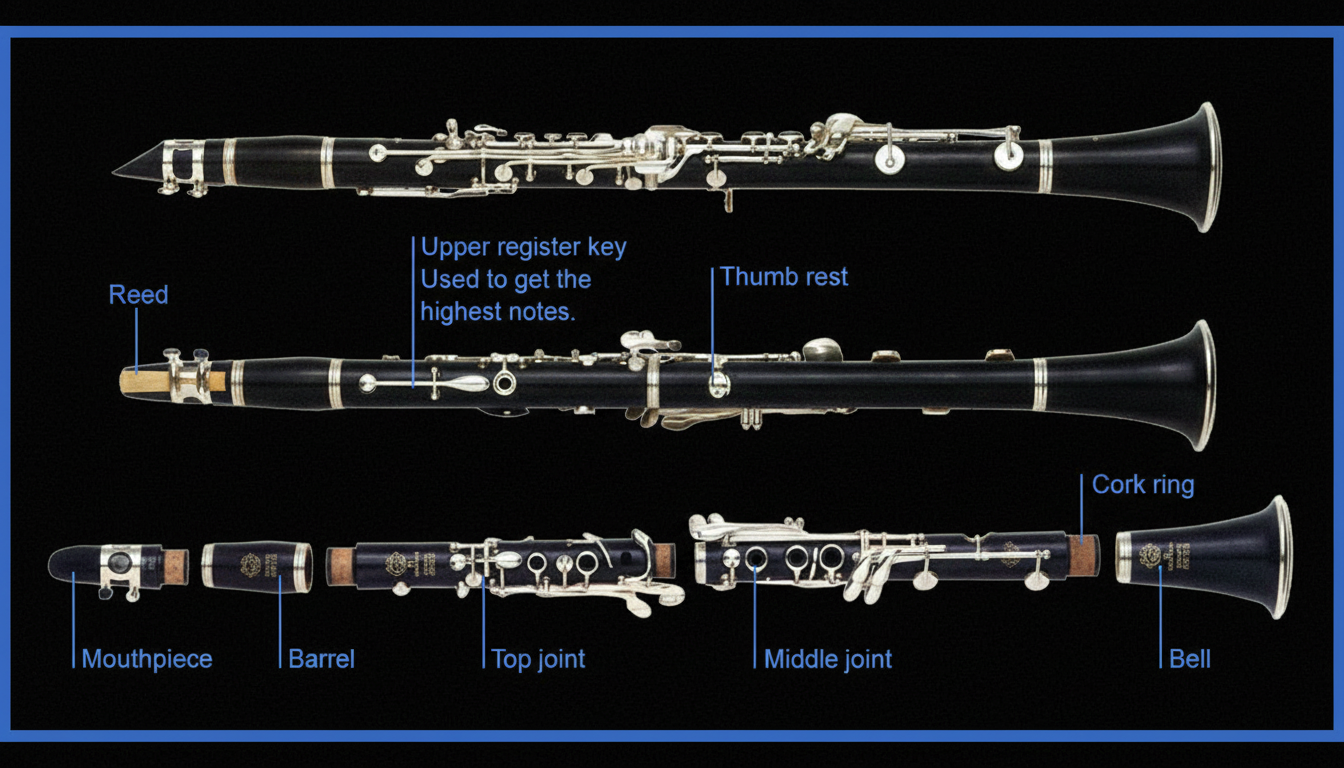 Upper register key
Used to get the
highest notes.
Thumb rest
Reed
Cork ring
Mouthpiece
Barrel
Top joint
Middle joint
Bell